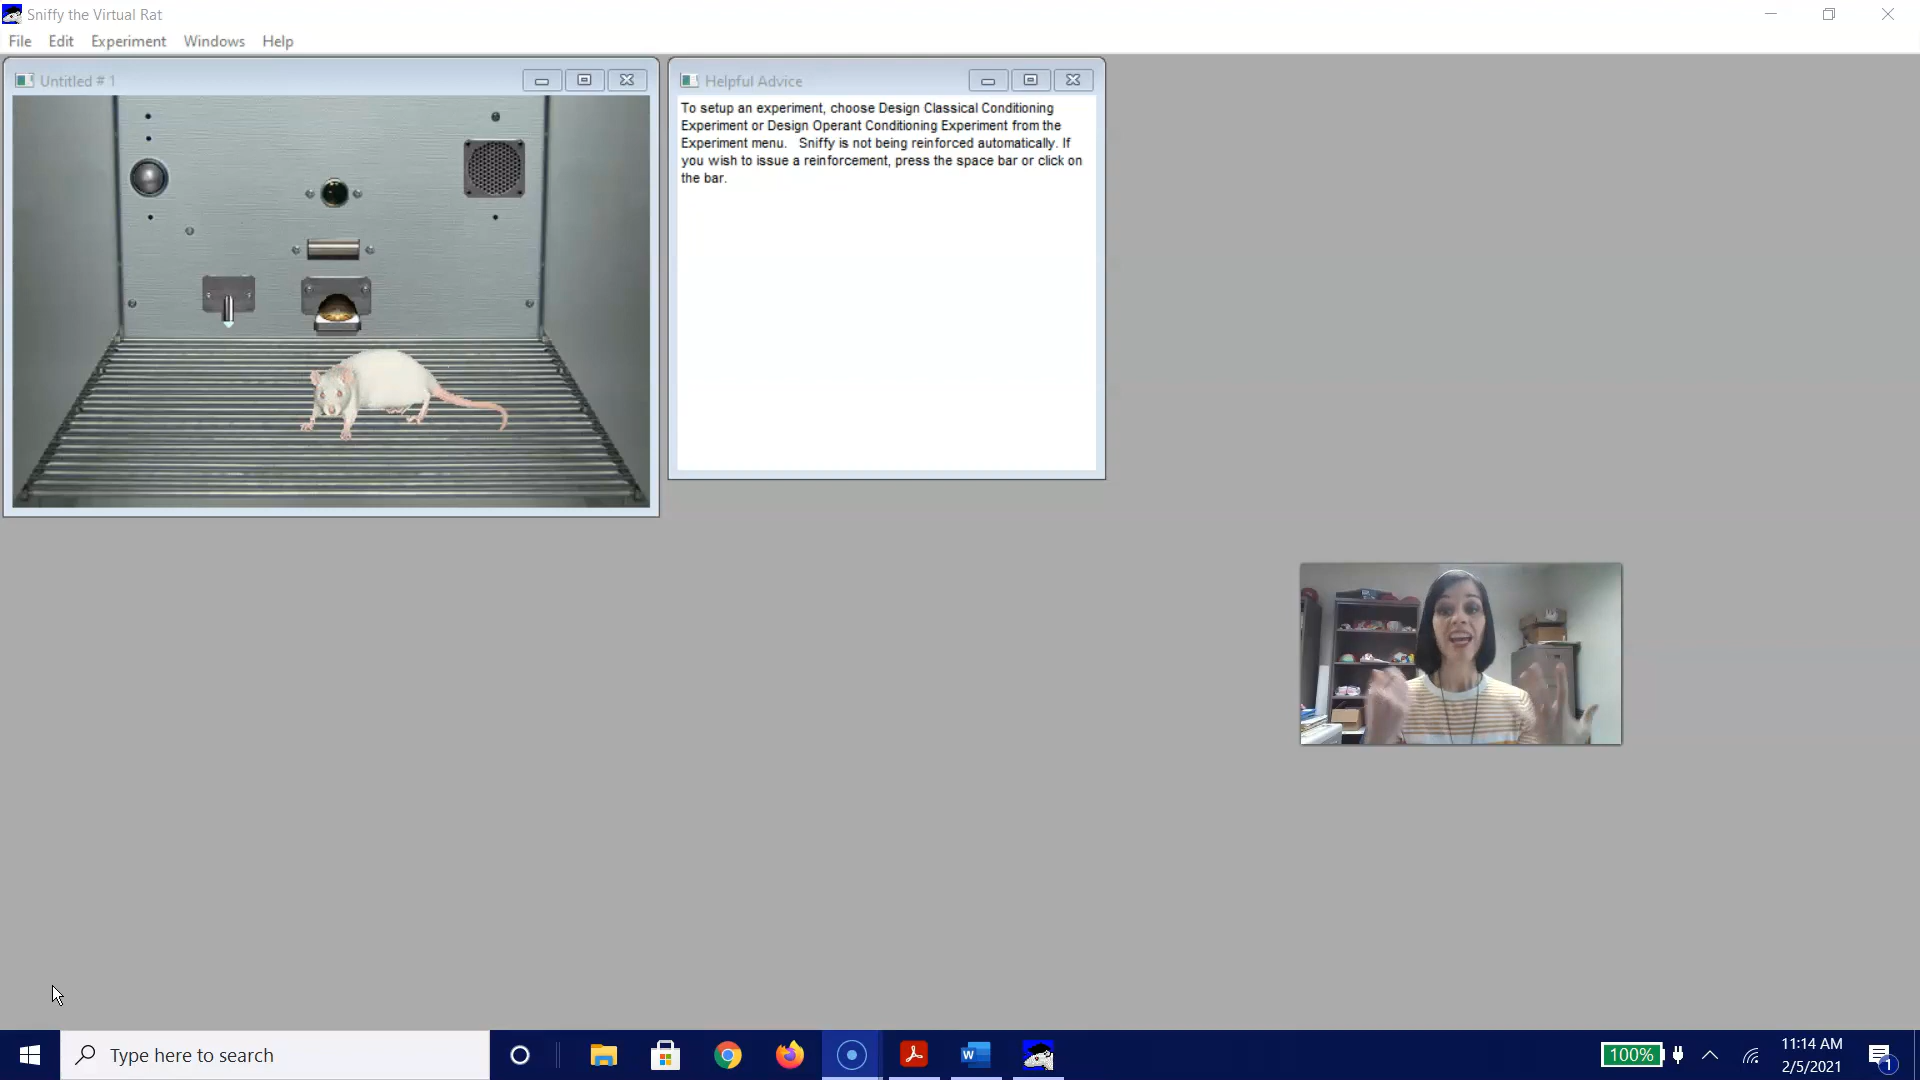 Sniffy the Virtual Rat
File Edit Experiment Windows Help
Untitled # 1
Helpful Advice
To setup an experiment, choose Design Classical Conditioning
Experiment or Design Operant Conditioning Experiment from the
Experiment menu. Sniffy is not being reinforced automatically. If
you wish to issue a reinforcement, press the space bar or click on
the bar.
Type here to search
W
100%
11:14 AM
2/5/2021
1